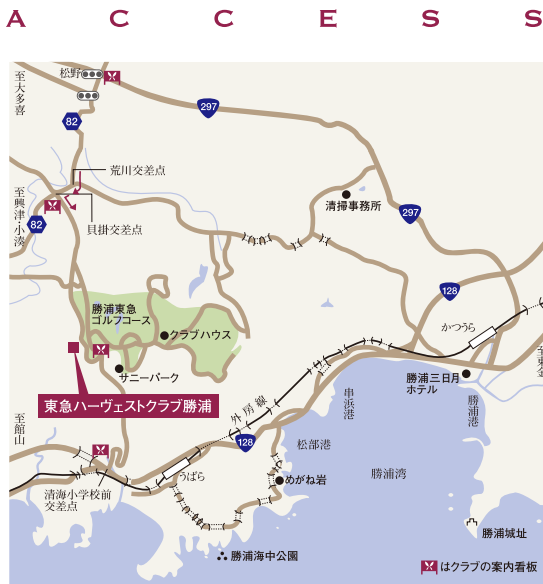 ACCESS
松野
至大多喜
297
82
荒川交差点
至興津・小湊
清掃事務所
貝掛交差点
82
297
128
勝浦東急
ゴルフコース
クラブハウス
かつうら
サニーパーク
至東金
勝浦三日月
ホテル
東急ハーヴェストクラブ勝浦
串浜港
勝浦港
外房線
至館山
128
松部港
うばら
勝浦湾
めがね岩
清海小学校前
交差点
勝浦城址
勝浦海中公園
はクラブの案内看板